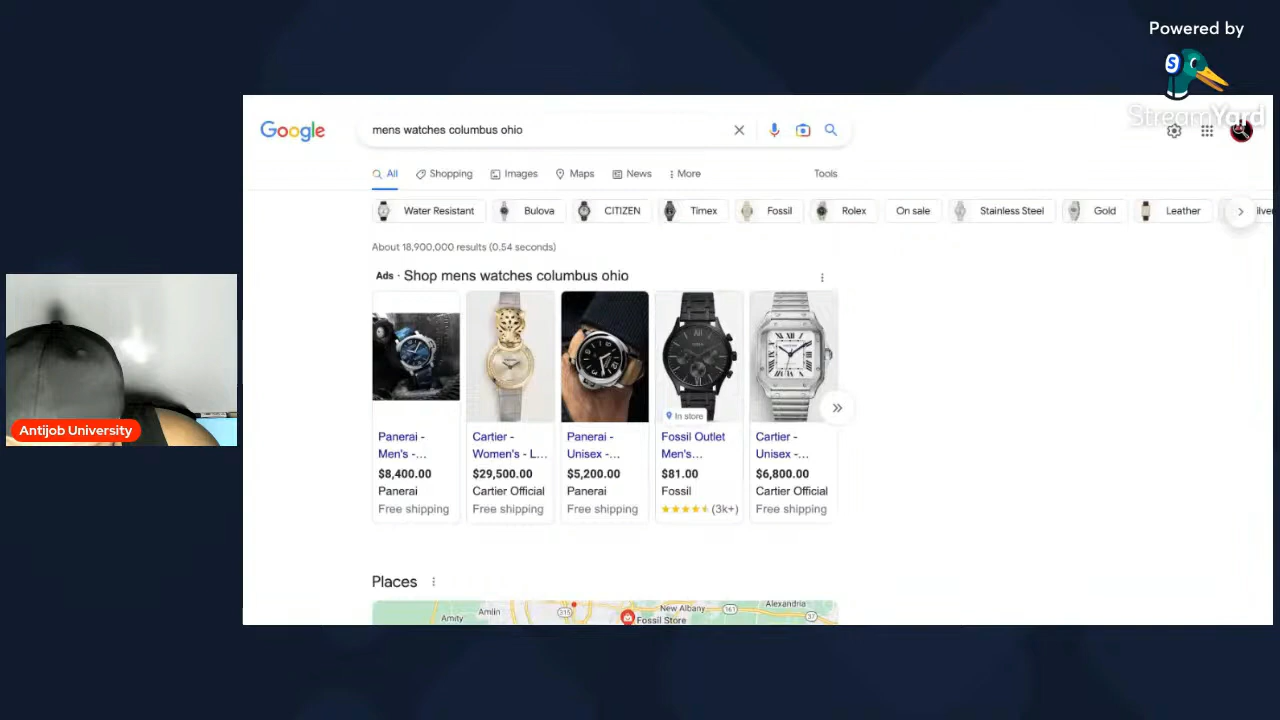 Powered by
StreamYard
Google
mens watches columbus ohio
All Shopping Images Maps News More Tools
Water Resistant Bulova CITIZEN Timex Fossil Rolex On sale Stainless Steel Gold Leather
About 18,900,000 results (0.54 seconds)
Ads · Shop mens watches columbus ohio
In store
Panerai -
Men's -...
$8,400.00
Panerai
Free shipping
Cartier -
Women's - L...
$29,500.00
Cartier Official
Free shipping
Panerai -
Unisex -...
$5,200.00
Panerai
Free shipping
Fossil Outlet
Men's...
$81.00
Fossil
(3k+)
Cartier -
Unisex -...
$6,800.00
Cartier Official
Free shipping
Antijob University
Places
Amity
Amlin
315
New Albany
161
Alexandria
37
Fossil Store